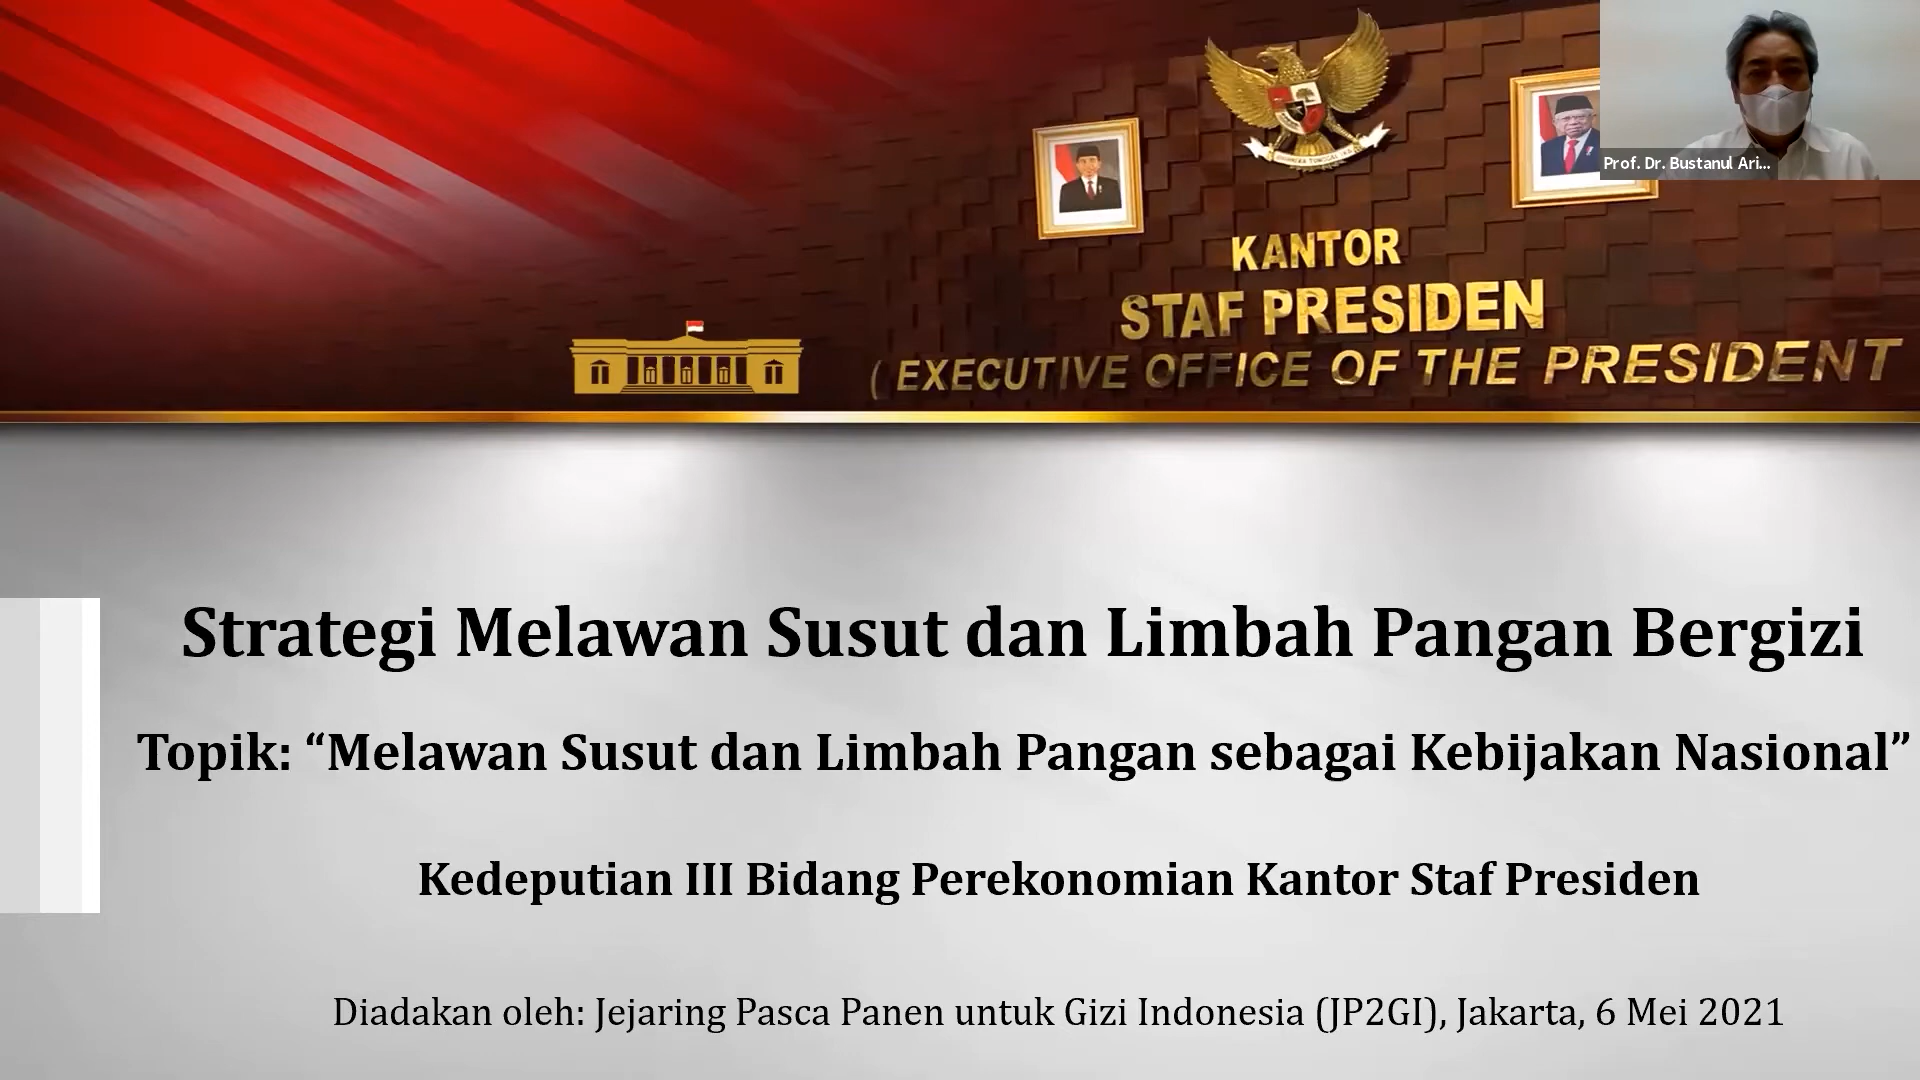 Prof. Dr. Bustanul Ari...
KANTOR
STAF PRESIDEN
( EXECUTIVE OFFICE OF THE PRESIDENT
Strategi Melawan Susut dan Limbah Pangan Bergizi
Topik: “Melawan Susut dan Limbah Pangan sebagai Kebijakan Nasional”
Kedeputian III Bidang Perekonomian Kantor Staf Presiden
Diadakan oleh: Jejaring Pasca Panen untuk Gizi Indonesia (JP2GI), Jakarta, 6 Mei 2021